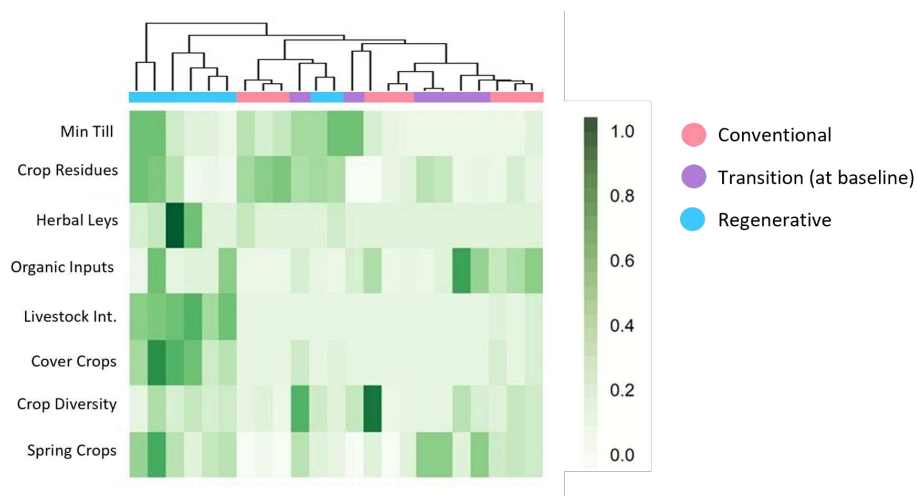 Min Till
Crop Residues
Herbal Leys
Organic Inputs
Livestock Int.
Cover Crops
Crop Diversity
Spring Crops
1.0
0.8
0.6
0.4
0.2
0.0
Conventional
Transition (at baseline)
Regenerative